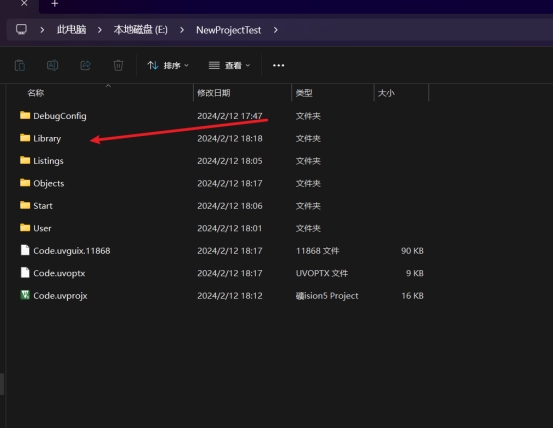 此电脑 > 本地磁盘 (E:) > NewProjectTest >
排序 查看 ...
名称 修改日期 类型 大小
DebugConfig 2024/2/12 17:47 文件夹
Library 2024/2/12 18:18 文件夹
Listings 2024/2/12 18:05 文件夹
Objects 2024/2/12 18:17 文件夹
Start 2024/2/12 18:06 文件夹
User 2024/2/12 18:01 文件夹
Code.uvguix.11868 2024/2/12 18:17 11868 文件 90 KB
Code.uvoptx 2024/2/12 18:17 UVOPTX 文件 9 KB
Code.uvprojx 2024/2/12 18:12 礦ision5 Project 16 KB